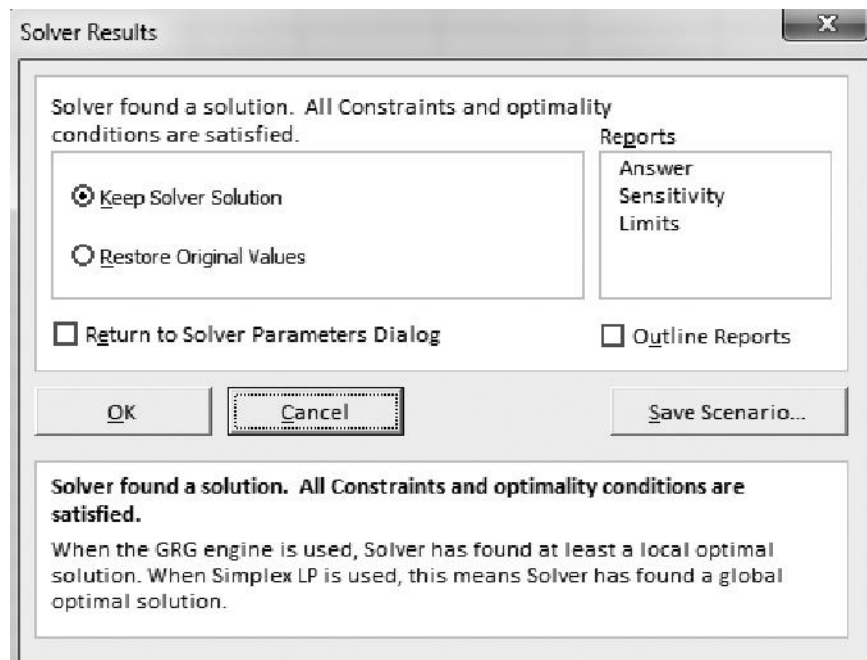 Solver Results
X
Solver found a solution. All Constraints and optimality
conditions are satisfied.
Reports
Answer
Sensitivity
Limits
Keep Solver Solution
Restore Original Values
Return to Solver Parameters Dialog
Outline Reports
OK
Cancel
Save Scenario...
Solver found a solution. All Constraints and optimality conditions are
satisfied.
When the GRG engine is used, Solver has found at least a local optimal
solution. When Simplex LP is used, this means Solver has found a global
optimal solution.